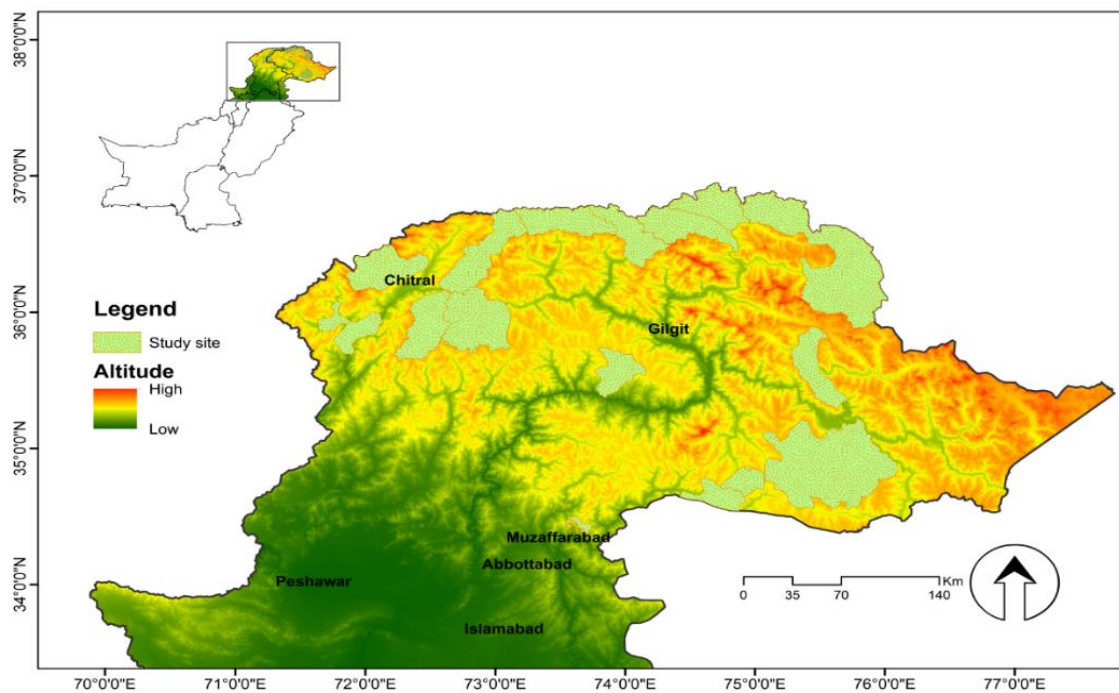 38°0'0"N
37°0'0"N
36°0'0"N
35°0'0"N
34°0'0"N
Chitral
Gilgit
Legend
Study site
Altitude
High
Low
Muzaffarabad
Abbottabad
Peshawar
Islamabad
0 35 70 140 Km
70°0'0"E 71°0'0"E 72°0'0"E 73°0'0"E 74°0'0"E 75°0'0"E 76°0'0"E 77°0'0"E